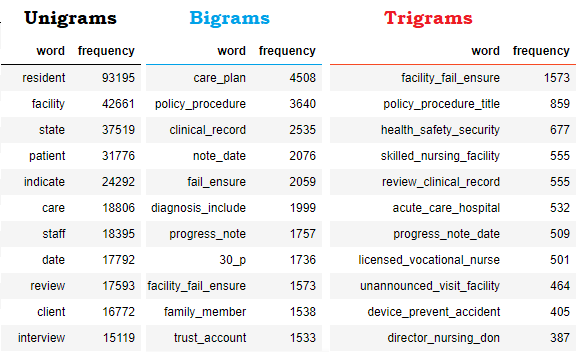 Unigrams Bigrams Trigrams
word frequency word frequency word frequency
resident 93195 care_plan 4508 facility_fail_ensure 1573
facility 42661 policy_procedure 3640 policy_procedure_title 859
state 37519 clinical_record 2535 health_safety_security 677
patient 31776 note_date 2076 skilled_nursing_facility 555
indicate 24292 fail_ensure 2059 review_clinical_record 555
care 18806 diagnosis_include 1999 acute_care_hospital 532
staff 18395 progress_note 1757 progress_note_date 509
date 17792 30_p 1736 licensed_vocational_nurse 501
review 17593 facility_fail_ensure 1573 unannounced_visit_facility 464
client 16772 family_member 1538 device_prevent_accident 405
interview 15119 trust_account 1533 director_nursing_don 387